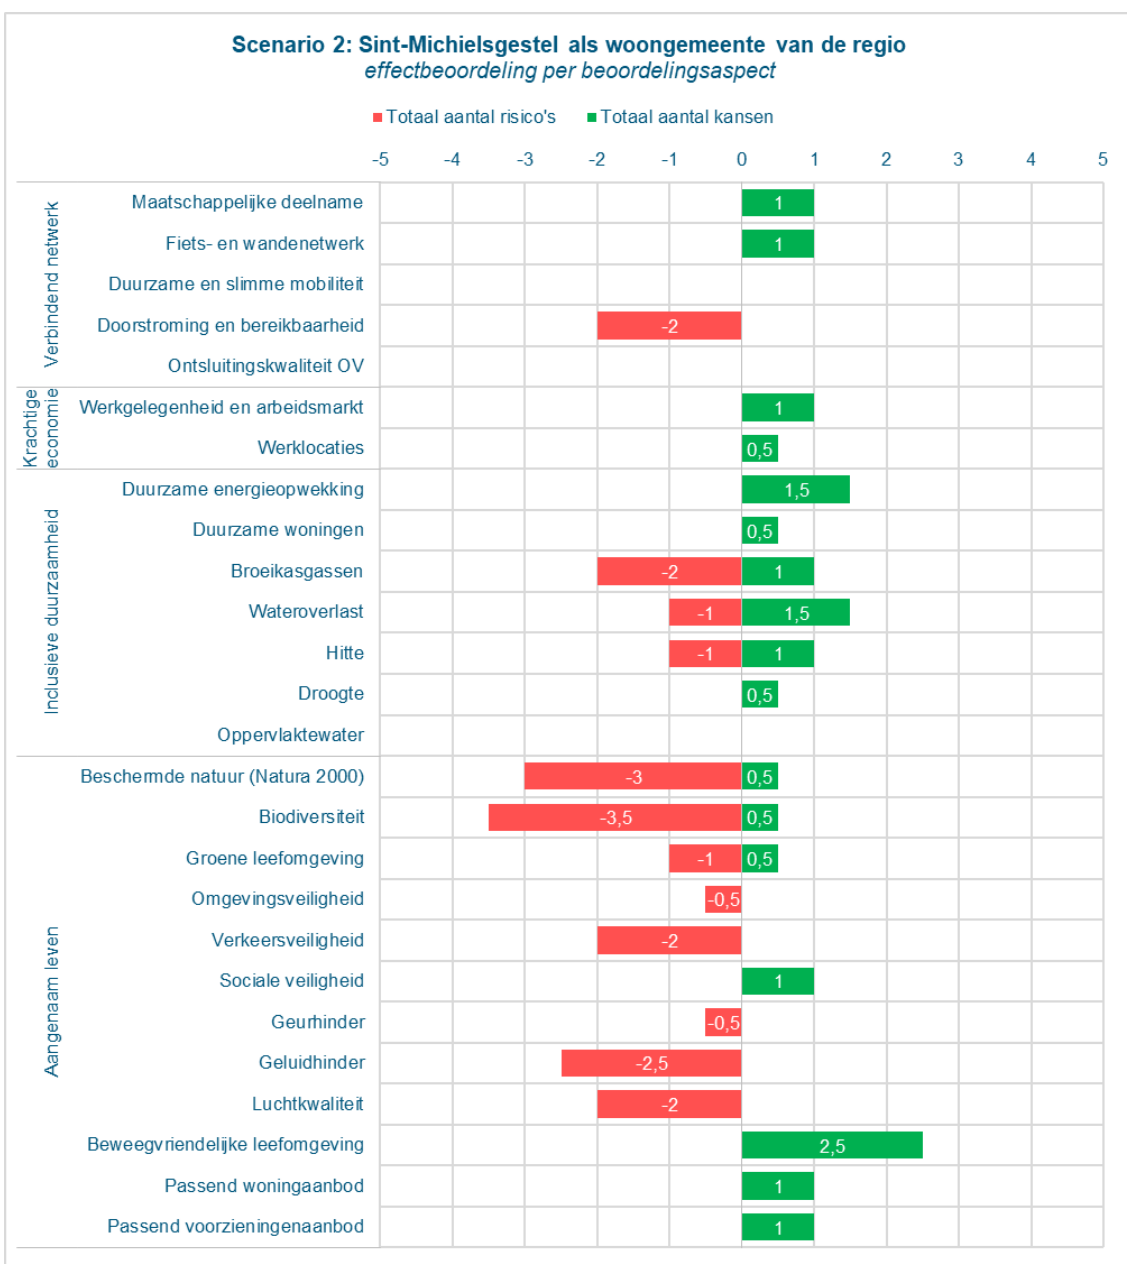 Scenario 2: Sint-Michielsgestel als woongemeente van de regio
effectbeoordeling per beoordelingsaspect
Totaal aantal risico's Totaal aantal kansen
-5 -4 -3 -2 -1 0 1 2 3 4 5
Verbindend netwerk
Maatschappelijke deelname 1
Fiets- en wandenetwerk 1
Duurzame en slimme mobiliteit
Doorstroming en bereikbaarheid -2
Ontsluitingskwaliteit OV
Krachtige
economie
Werkgelegenheid en arbeidsmarkt 1
Werklocaties 0,5
Inclusieve duurzaamheid
Duurzame energieopwekking 1,5
Duurzame woningen 0,5
Broeikasgassen -2 1
Wateroverlast -1 1,5
Hitte -1 1
Droogte 0,5
Oppervlaktewater
Aangenaam leven
Beschermde natuur (Natura 2000) -3 0,5
Biodiversiteit -3,5 0,5
Groene leefomgeving -1 0,5
Omgevingsveiligheid -0,5
Verkeersveiligheid -2
Sociale veiligheid 1
Geurhinder -0,5
Geluidhinder -2,5
Luchtkwaliteit -2
Beweegvriendelijke leefomgeving 2,5
Passend woningaanbod 1
Passend voorzieningenaanbod 1